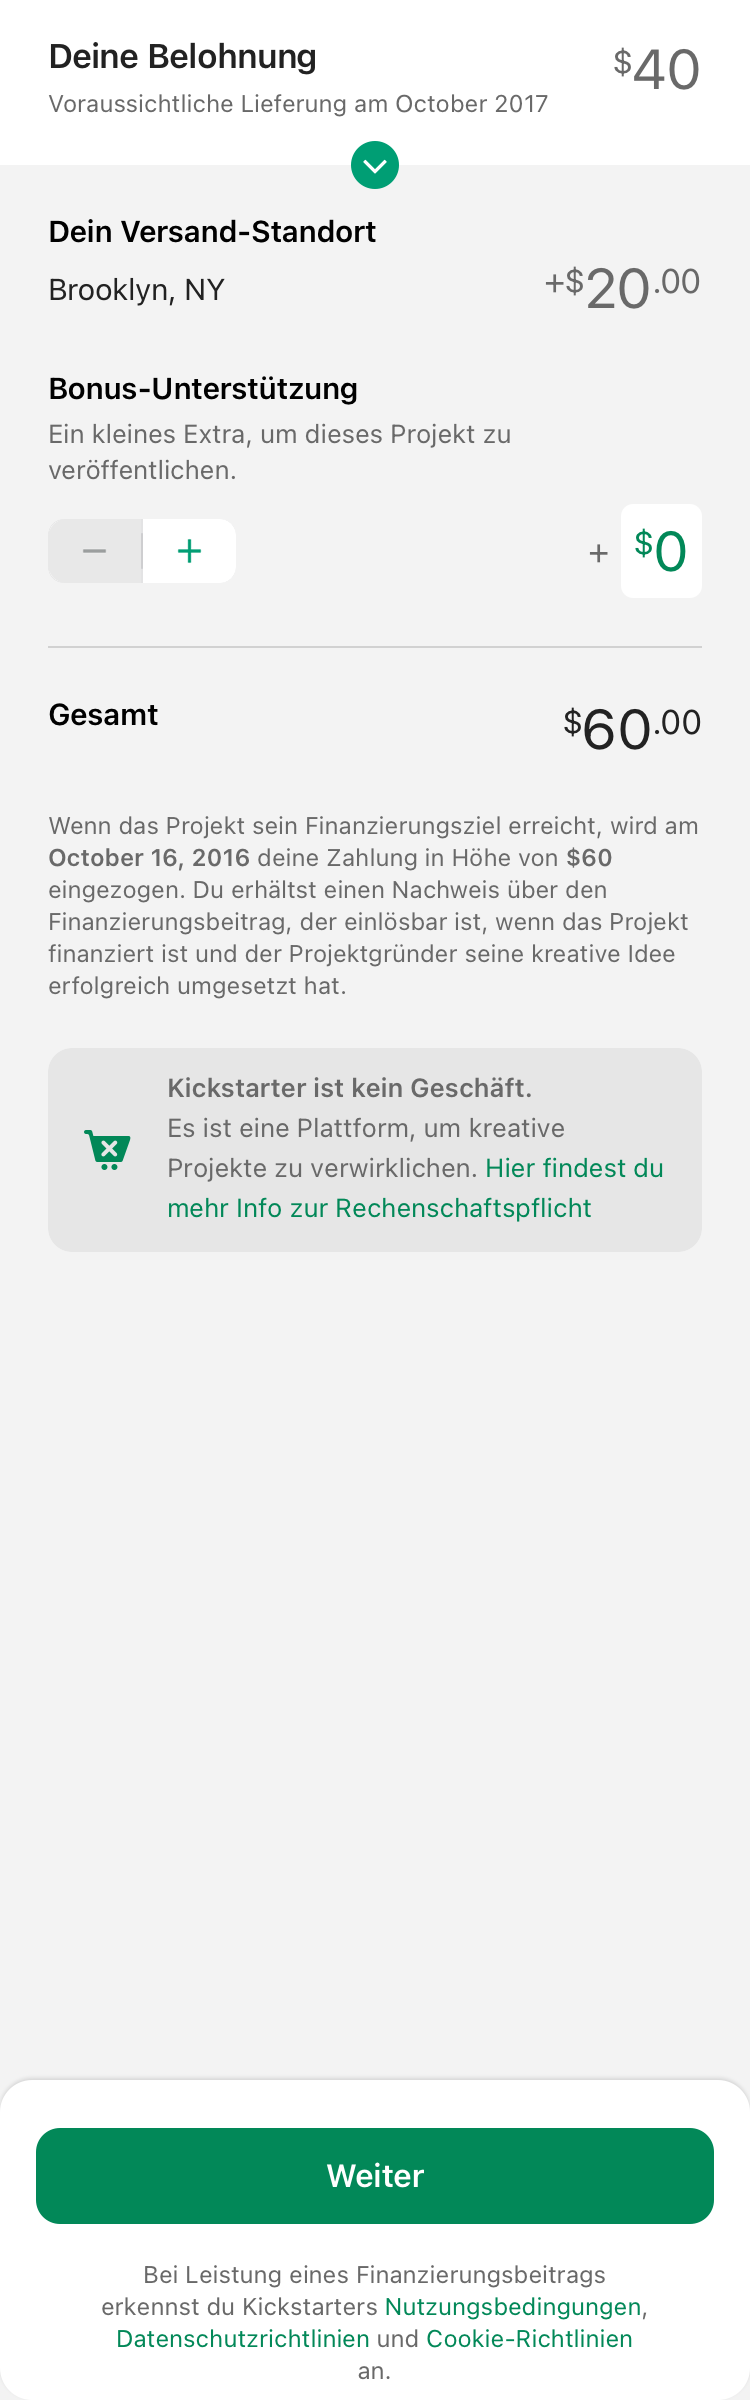 Deine Belohnung
$40
Voraussichtliche Lieferung am October 2017
Dein Versand-Standort
Brooklyn, NY
+$20.00
Bonus-Unterstützung
Ein kleines Extra, um dieses Projekt zu
veröffentlichen.
− +
+ $0
Gesamt
$60.00
Wenn das Projekt sein Finanzierungsziel erreicht, wird am
October 16, 2016 deine Zahlung in Höhe von $60
eingezogen. Du erhältst einen Nachweis über den
Finanzierungsbeitrag, der einlösbar ist, wenn das Projekt
finanziert ist und der Projektgründer seine kreative Idee
erfolgreich umgesetzt hat.
Kickstarter ist kein Geschäft.
Es ist eine Plattform, um kreative
Projekte zu verwirklichen. Hier findest du
mehr Info zur Rechenschaftspflicht
Weiter
Bei Leistung eines Finanzierungsbeitrags
erkennst du Kickstarters Nutzungsbedingungen,
Datenschutzrichtlinien und Cookie-Richtlinien
an.